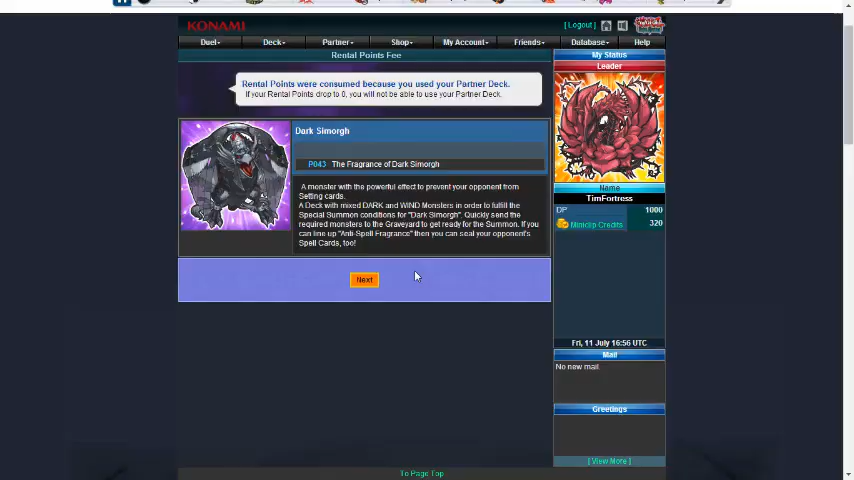 KONAMI
[ Logout ]
Duel
Deck
Partner
Shop
My Account
Friends
Database
Help
Rental Points Fee
My Status
Leader
Rental Points were consumed because you used your Partner Deck.
If your Rental Points drop to 0, you will not be able to use your Partner Deck.
Dark Simorgh
P043 The Fragrance of Dark Simorgh
A monster with the powerful effect to prevent your opponent from
Setting cards.
A Deck with mixed DARK and WIND Monsters in order to fulfill the
Special Summon conditions for "Dark Simorgh". Quickly send the
required monsters to the Graveyard to get ready for the Summon. If you
can line up "Anti-Spell Fragrance" then you can seal your opponent's
Spell Cards, too!
Next
Name
TimFortress
DP 1000
Miniclip Credits 320
Fri, 11 July 16:56 UTC
Mail
No new mail.
Greetings
[ View More ]
To Page Top